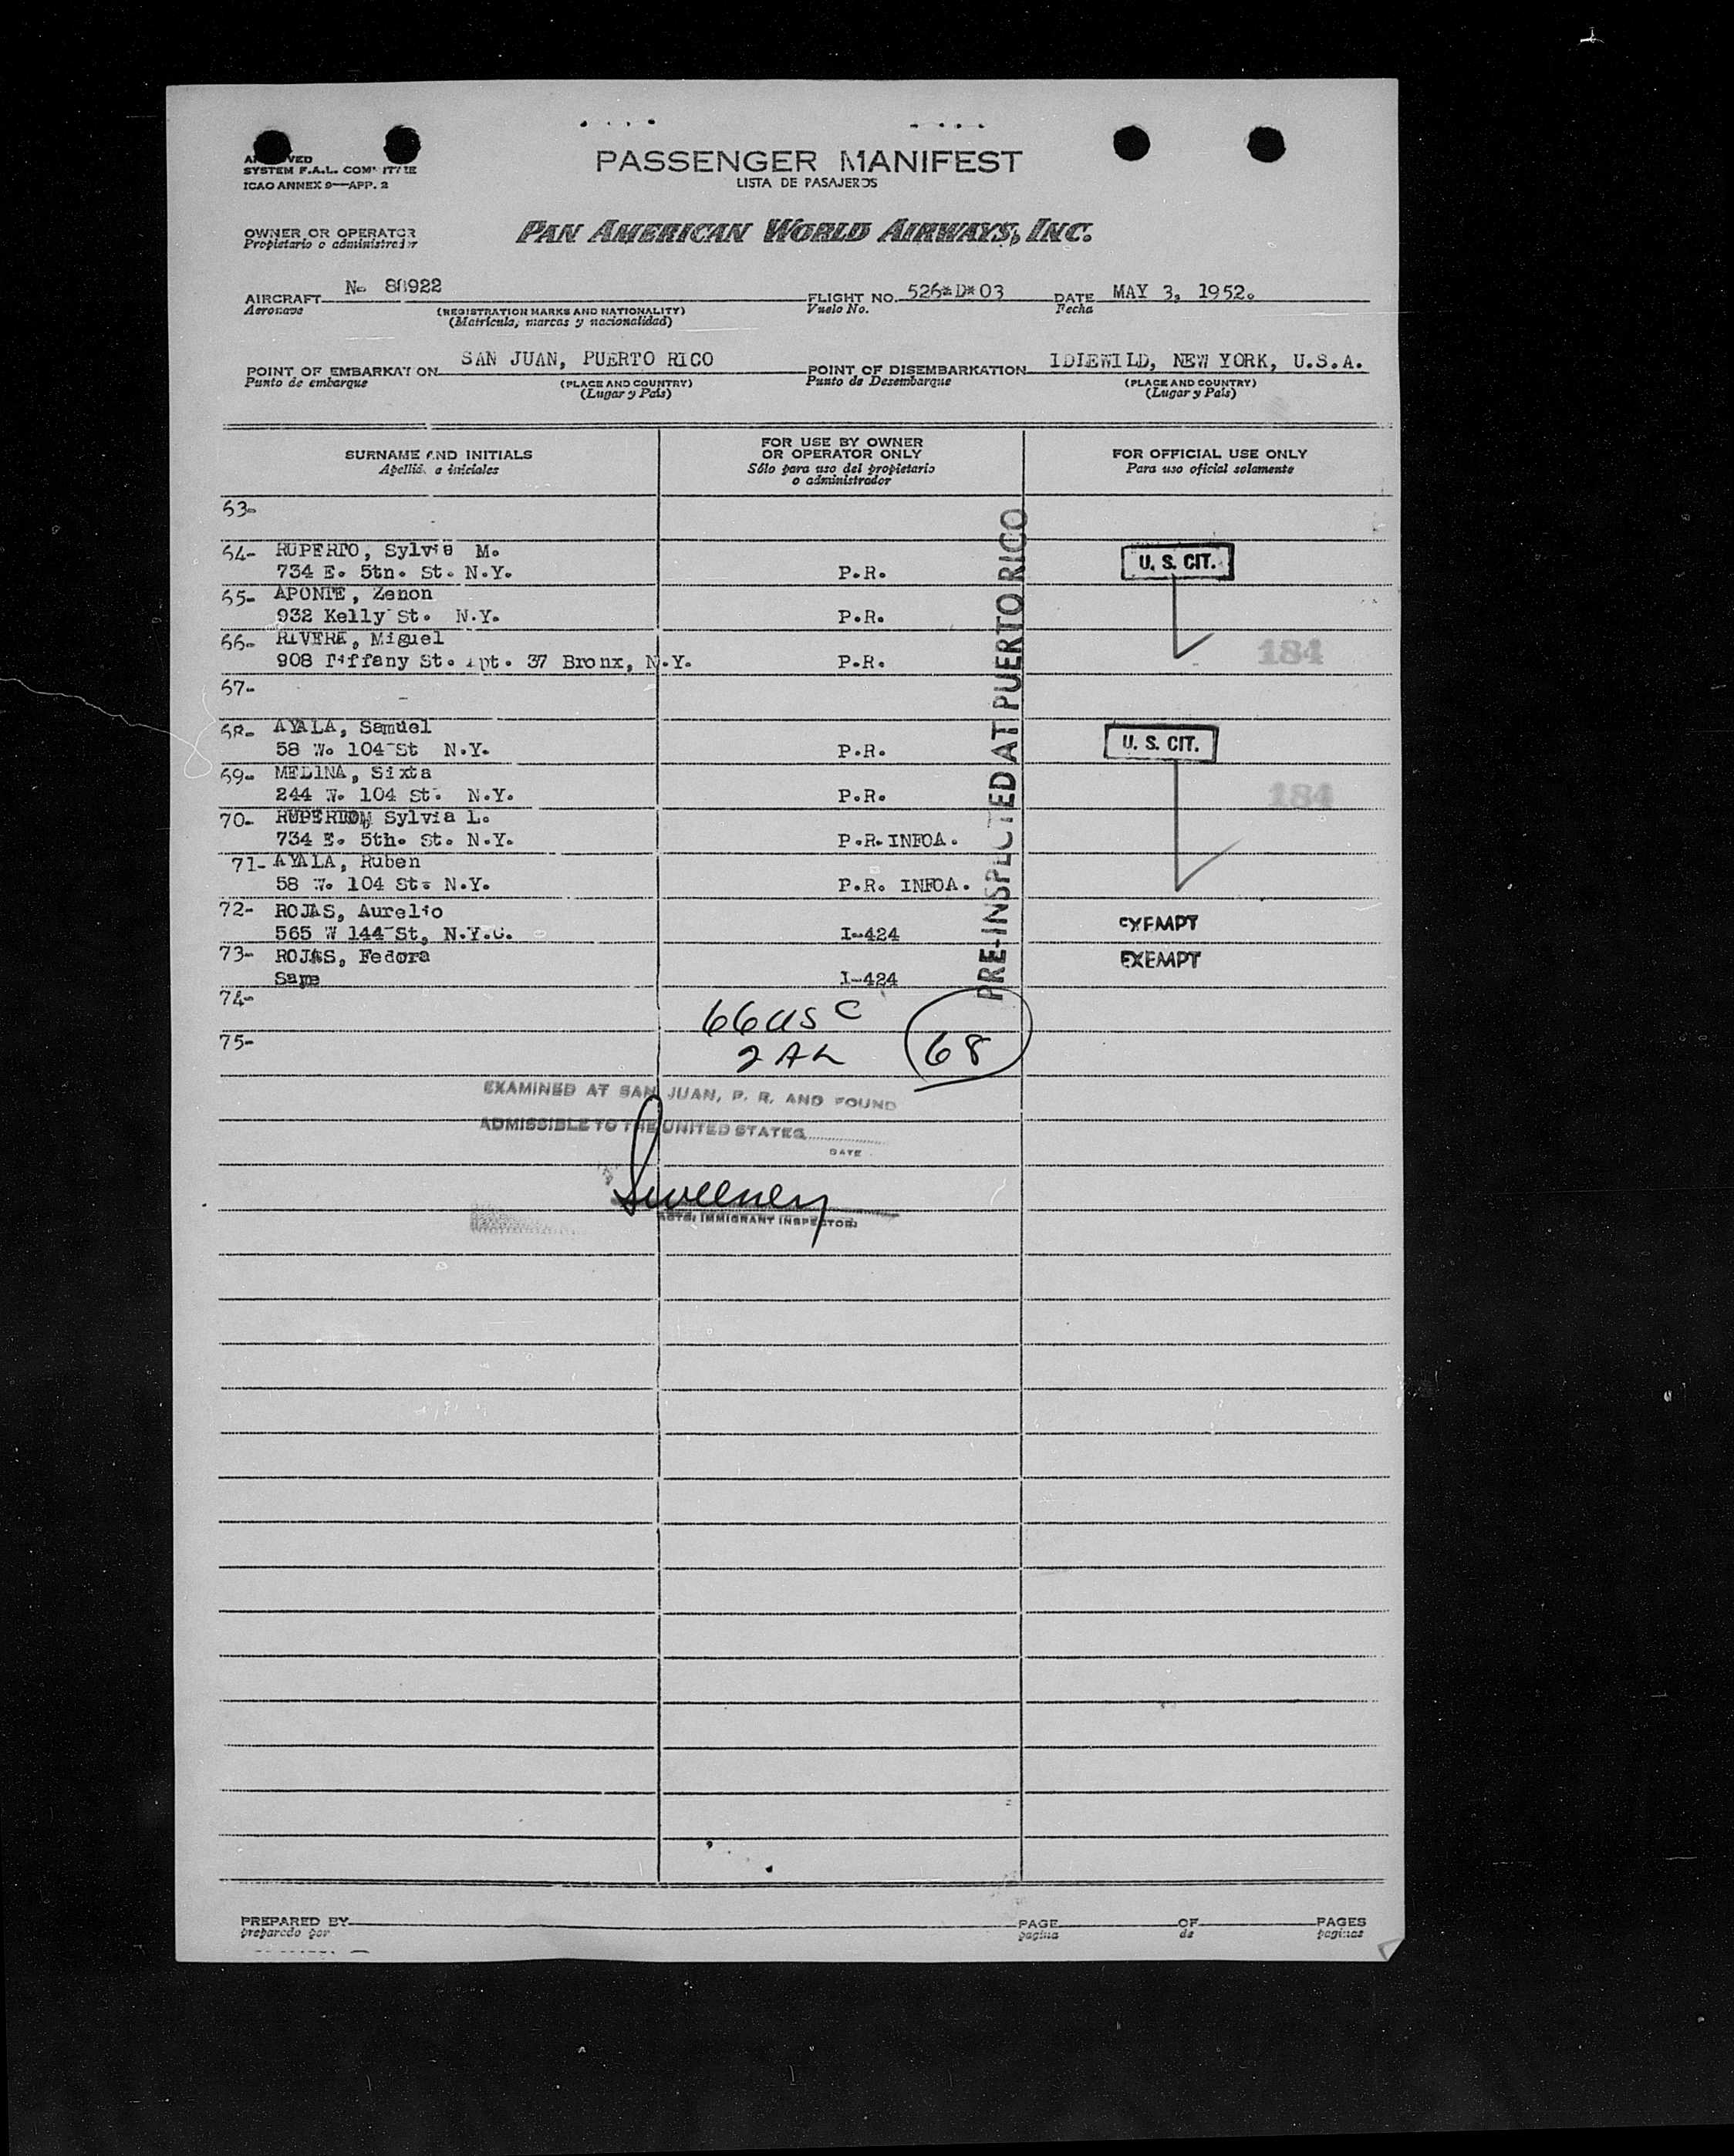 APPROVED
SYSTEM F.A.L. COMMITTEE
ICAO ANNEX 9—APP. 2
PASSENGER MANIFEST
LISTA DE PASAJEROS
OWNER OR OPERATOR
Propietario o administrador
PAN AMERICAN WORLD AIRWAYS, INC.
AIRCRAFT N- 88922 FLIGHT NO. 526*D*03 DATE MAY 3, 1952.
Aeronave (REGISTRATION MARKS AND NATIONALITY) Vuelo No. Fecha
(Matrícula, marcas y nacionalidad)
POINT OF EMBARKATION SAN JUAN, PUERTO RICO POINT OF DISEMBARKATION IDLEWILD, NEW YORK, U.S.A.
Punto de embarque (PLACE AND COUNTRY) Punto de Desembarque (PLACE AND COUNTRY)
(Lugar y País) (Lugar y País)
SURNAME AND INITIALS FOR USE BY OWNER OR OPERATOR ONLY FOR OFFICIAL USE ONLY
Apellido e iniciales Sólo para uso del propietario o administrador Para uso oficial solamente
63-
64- RUPERTO, Sylvia M.
734 E. 5th. St. N.Y. P.R. U. S. CIT.
65- APONTE, Zenon
932 Kelly St. N.Y. P.R.
66- RIVERA, Miguel
908 Tiffany St. Apt. 37 Bronx, N.Y. P.R. 184
67-
68- AYALA, Samuel
58 W. 104 St N.Y. P.R. U. S. CIT.
69- MEDINA, Sixta
244 W. 104 St. N.Y. P.R. 184
70- RUPERTO, Sylvia L.
734 E. 5th. St. N.Y. P.R. INFOA.
71- AYALA, Ruben
58 W. 104 St. N.Y. P.R. INFOA.
72- ROJAS, Aurelio
565 W 144 St, N.Y.C. I-424 EXEMPT
73- ROJAS, Fedora EXEMPT
Same I-424
74-
75-
PRE-INSPECTED AT PUERTO RICO
66 USC
2 AL
68
EXAMINED AT SAN JUAN, P. R. AND FOUND
ADMISSIBLE TO THE UNITED STATES
DATE
Sweeney
ACTG. IMMIGRANT INSPECTOR
PREPARED BY PAGE OF PAGES
preparado por pagina de paginas